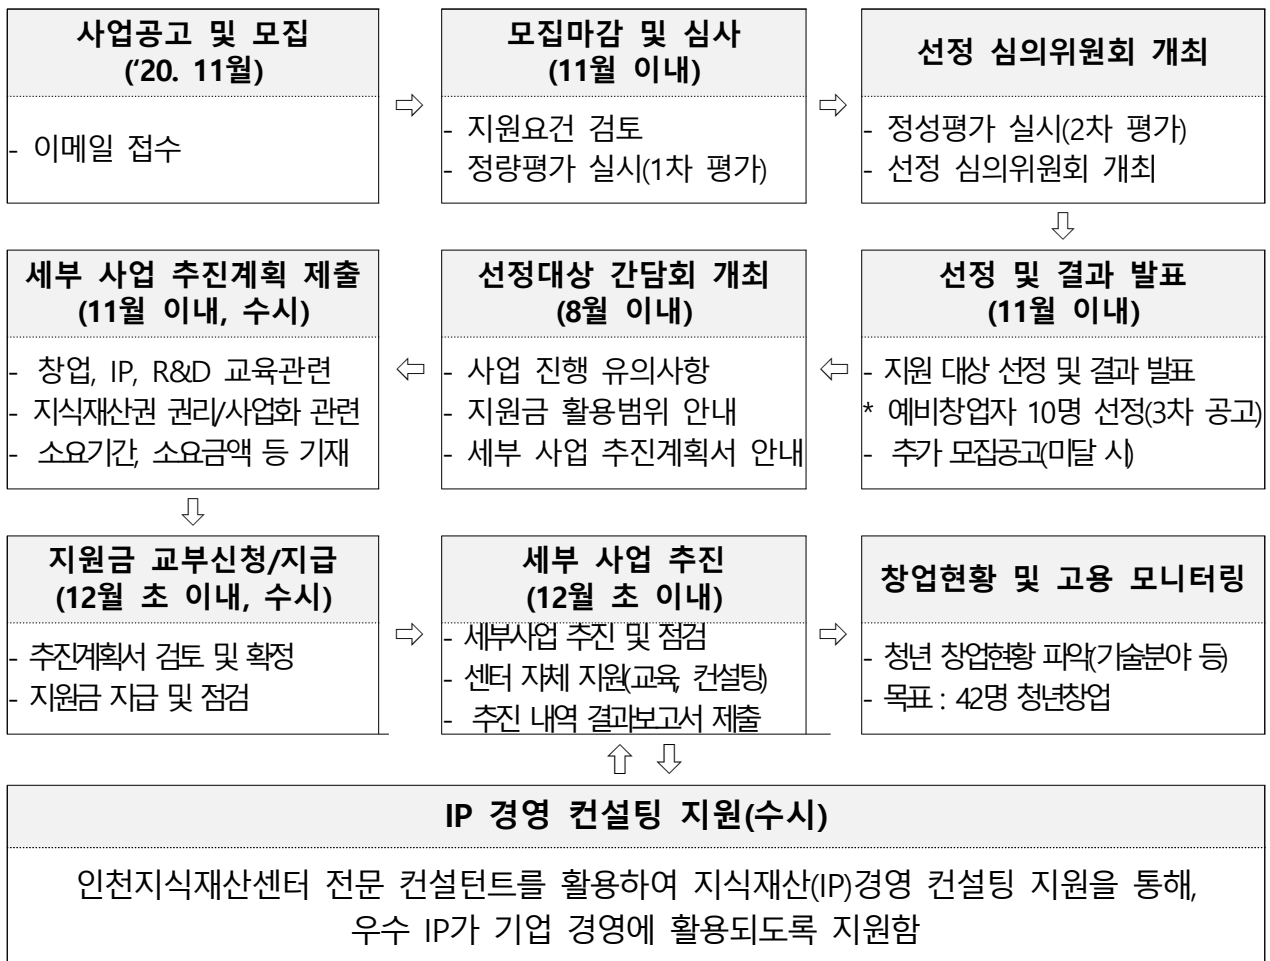 사업공고 및 모집
(‘20. 11월)
- 이메일 접수
⇨
모집마감 및 심사
(11월 이내)
- 지원요건 검토
- 정량평가 실시(1차 평가)
⇨
선정 심의위원회 개최
- 정성평가 실시(2차 평가)
- 선정 심의위원회 개최
⇩
선정 및 결과 발표
(11월 이내)
- 지원 대상 선정 및 결과 발표
* 예비창업자 10명 선정(3차 공고)
- 추가 모집공고(미달 시)
⇦
선정대상 간담회 개최
(8월 이내)
- 사업 진행 유의사항
- 지원금 활용범위 안내
- 세부 사업 추진계획서 안내
⇦
세부 사업 추진계획 제출
(11월 이내, 수시)
- 창업, IP, R&D 교육관련
- 지식재산권 권리/사업화 관련
- 소요기간, 소요금액 등 기재
⇩
지원금 교부신청/지급
(12월 초 이내, 수시)
- 추진계획서 검토 및 확정
- 지원금 지급 및 점검
⇨
세부 사업 추진
(12월 초 이내)
- 세부사업 추진 및 점검
- 센터 자체 지원(교육, 컨설팅)
- 추진 내역 결과보고서 제출
⇨
창업현황 및 고용 모니터링
- 청년 창업현황 파악(기술분야 등)
- 목표 : 42명 청년창업
⇧ ⇩
IP 경영 컨설팅 지원(수시)
인천지식재산센터 전문 컨설턴트를 활용하여 지식재산(IP)경영 컨설팅 지원을 통해,
우수 IP가 기업 경영에 활용되도록 지원함